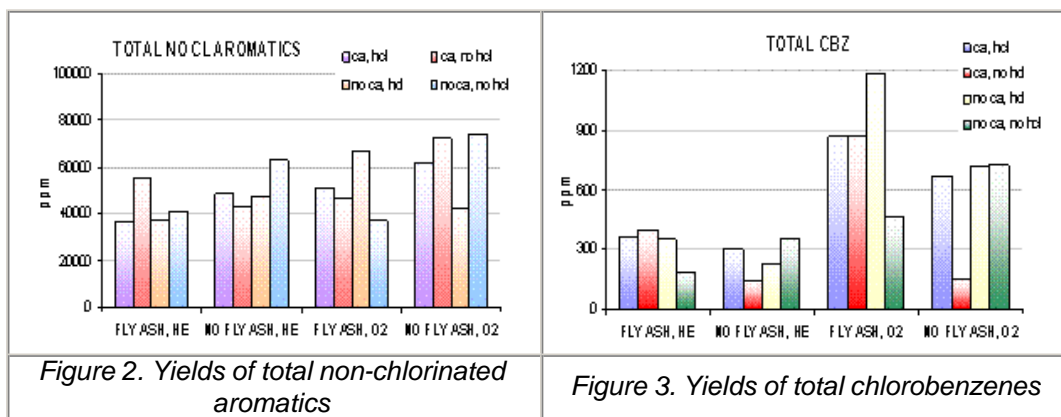 TOTAL NO CLAROMATICS
ca, hcl
ca, no hcl
no ca, hcl
no ca, no hcl
100000
80000
60000
40000
20000
0
ppm
FLY ASH, HE
NO FLY ASH, HE
FLY ASH, O2
NO FLY ASH, O2
Figure 2. Yields of total non-chlorinated
aromatics
TOTAL CBZ
ca, hcl
ca, no hcl
no ca, hcl
no ca, no hcl
1200
900
600
300
0
ppm
FLY ASH, HE
NO FLY ASH, HE
FLY ASH, O2
NO FLY ASH, O2
Figure 3. Yields of total chlorobenzenes